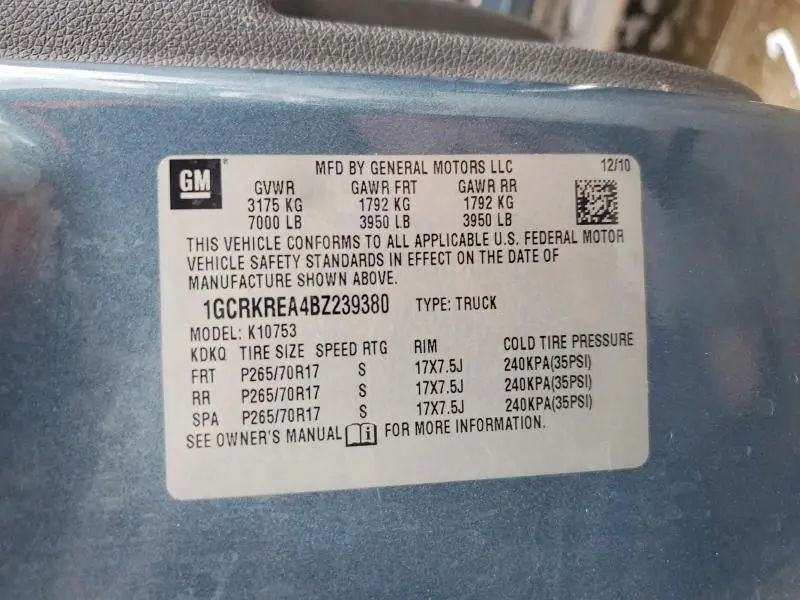 GM MFD BY GENERAL MOTORS LLC 12/10
GVWR GAWR FRT GAWR RR
3175 KG 1792 KG 1792 KG
7000 LB 3950 LB 3950 LB
THIS VEHICLE CONFORMS TO ALL APPLICABLE U.S. FEDERAL MOTOR
VEHICLE SAFETY STANDARDS IN EFFECT ON THE DATE OF
MANUFACTURE SHOWN ABOVE.
1GCRKREA4BZ239380 TYPE: TRUCK
MODEL: K10753
KDKQ TIRE SIZE SPEED RTG RIM COLD TIRE PRESSURE
FRT P265/70R17 S 17X7.5J 240KPA(35PSI)
RR P265/70R17 S 17X7.5J 240KPA(35PSI)
SPA P265/70R17 S 17X7.5J 240KPA(35PSI)
SEE OWNER'S MANUAL FOR MORE INFORMATION.